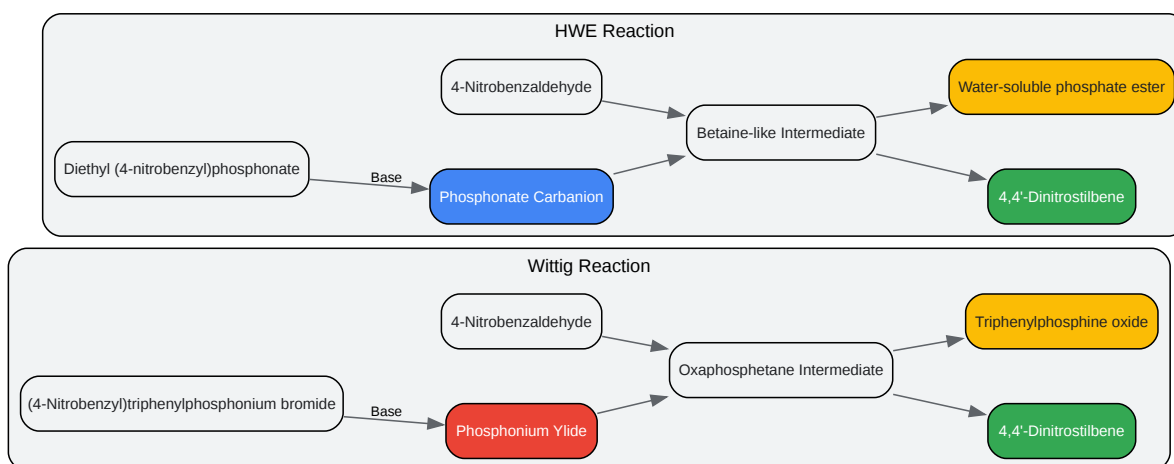 HWE Reaction
4-Nitrobenzaldehyde
Water-soluble phosphate ester
Betaine-like Intermediate
Diethyl (4-nitrobenzyl)phosphonate
Base
Phosphonate Carbanion
4,4'-Dinitrostilbene
Wittig Reaction
4-Nitrobenzaldehyde
Triphenylphosphine oxide
Oxaphosphetane Intermediate
(4-Nitrobenzyl)triphenylphosphonium bromide
Base
Phosphonium Ylide
4,4'-Dinitrostilbene